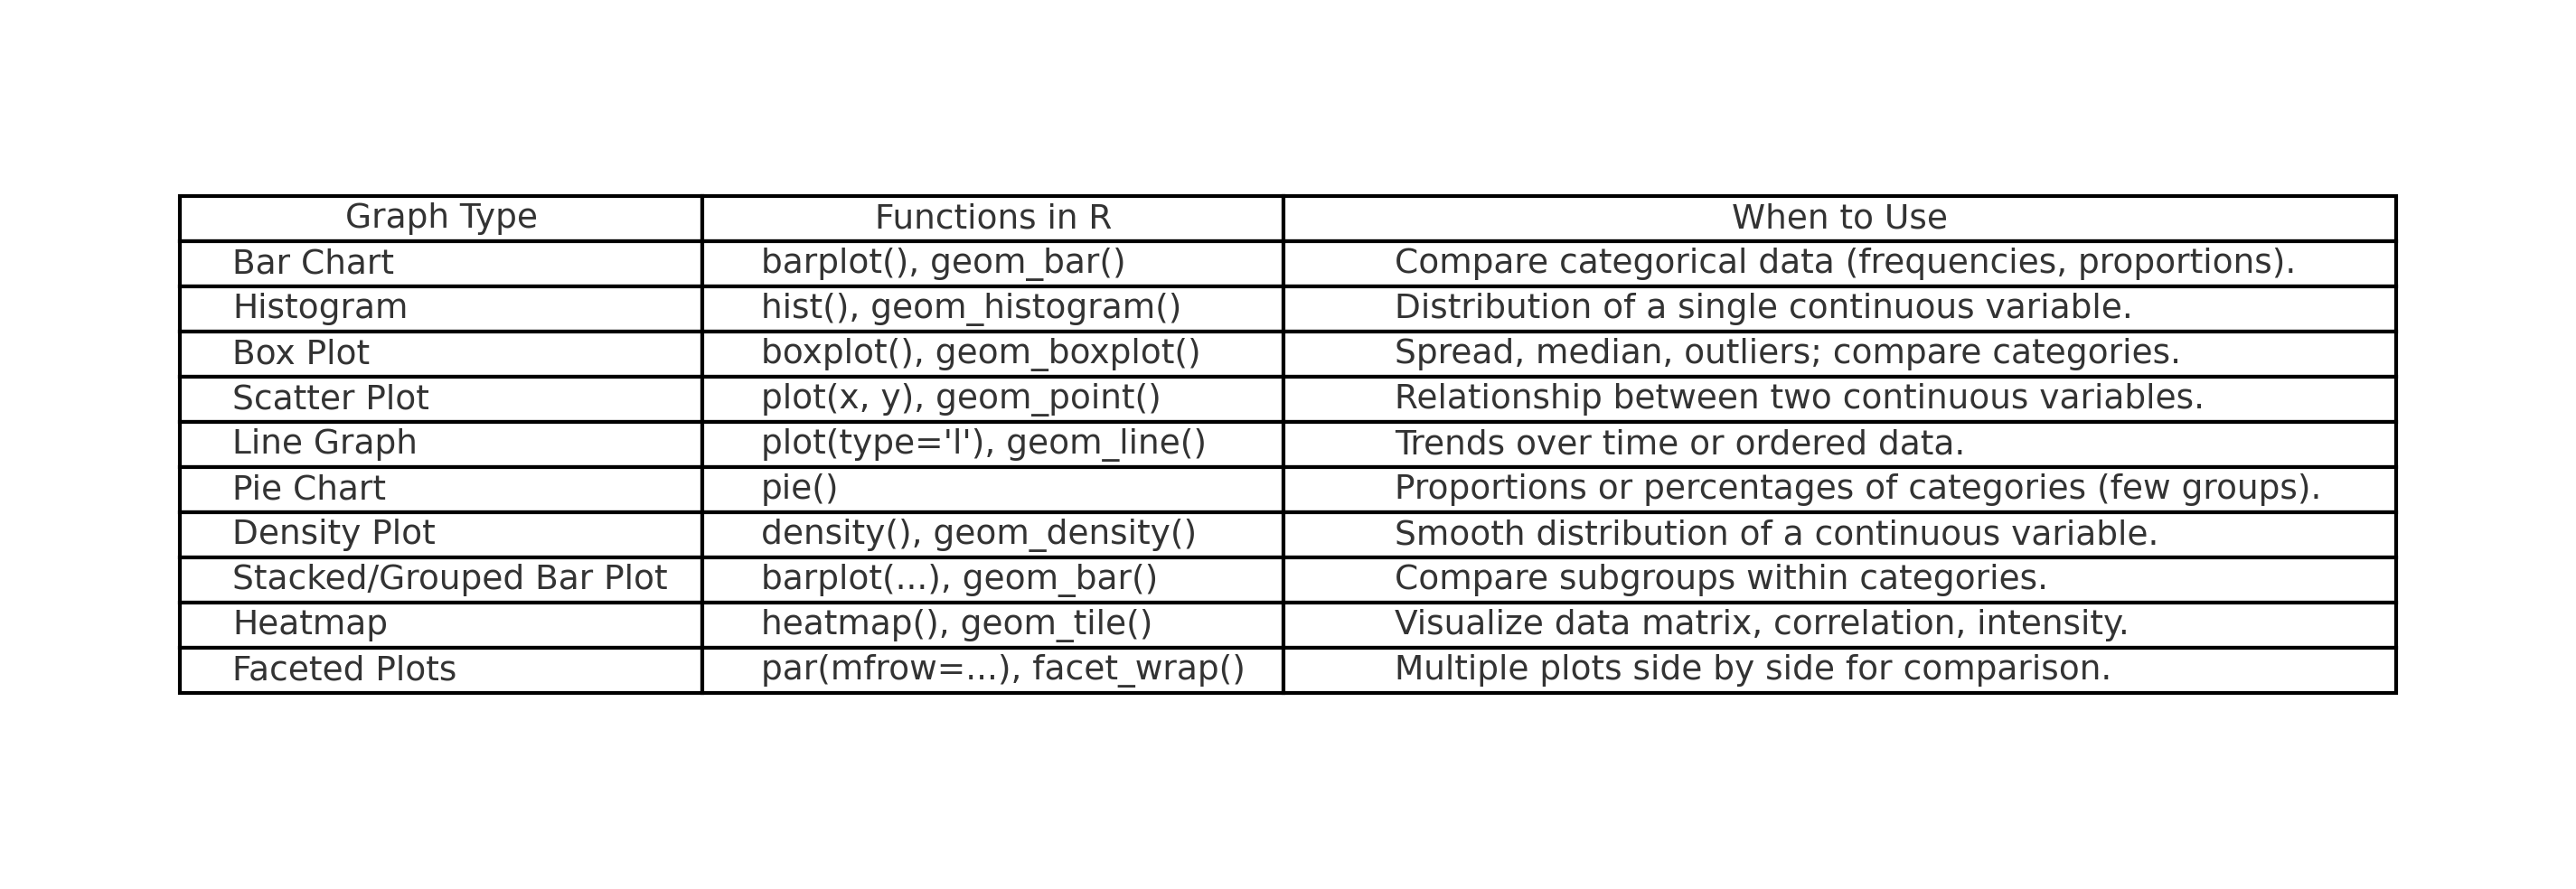 Graph Type Functions in R When to Use
Bar Chart barplot(), geom_bar() Compare categorical data (frequencies, proportions).
Histogram hist(), geom_histogram() Distribution of a single continuous variable.
Box Plot boxplot(), geom_boxplot() Spread, median, outliers; compare categories.
Scatter Plot plot(x, y), geom_point() Relationship between two continuous variables.
Line Graph plot(type='l'), geom_line() Trends over time or ordered data.
Pie Chart pie() Proportions or percentages of categories (few groups).
Density Plot density(), geom_density() Smooth distribution of a continuous variable.
Stacked/Grouped Bar Plot barplot(...), geom_bar() Compare subgroups within categories.
Heatmap heatmap(), geom_tile() Visualize data matrix, correlation, intensity.
Faceted Plots par(mfrow=...), facet_wrap() Multiple plots side by side for comparison.